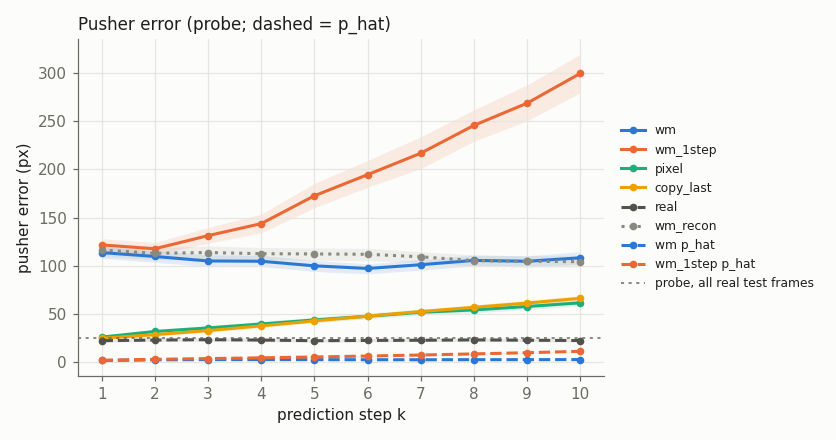 Pusher error (probe; dashed = p_hat)
pusher error (px)
300
250
200
150
100
50
0
1 2 3 4 5 6 7 8 9 10
prediction step k
wm
wm_1step
pixel
copy_last
real
wm_recon
wm p_hat
wm_1step p_hat
probe, all real test frames